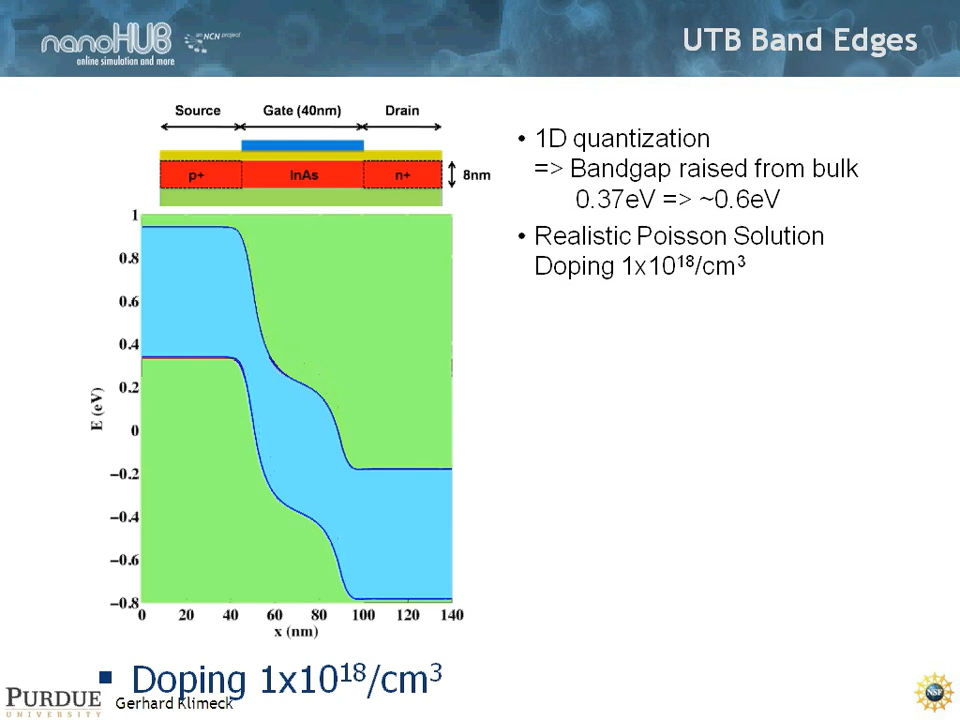 nanoHUB
an NCN project
online simulation and more
UTB Band Edges
Source Gate (40nm) Drain
p+ InAs n+ 8nm
• 1D quantization
=> Bandgap raised from bulk
0.37eV => ~0.6eV
• Realistic Poisson Solution
Doping 1x10¹⁸/cm³
1
0.8
0.6
0.4
0.2
0
−0.2
−0.4
−0.6
−0.8
E (eV)
0 20 40 60 80 100 120 140
x (nm)
▪ Doping 1x10¹⁸/cm³
PURDUE
UNIVERSITY
Gerhard Klimeck
NSF